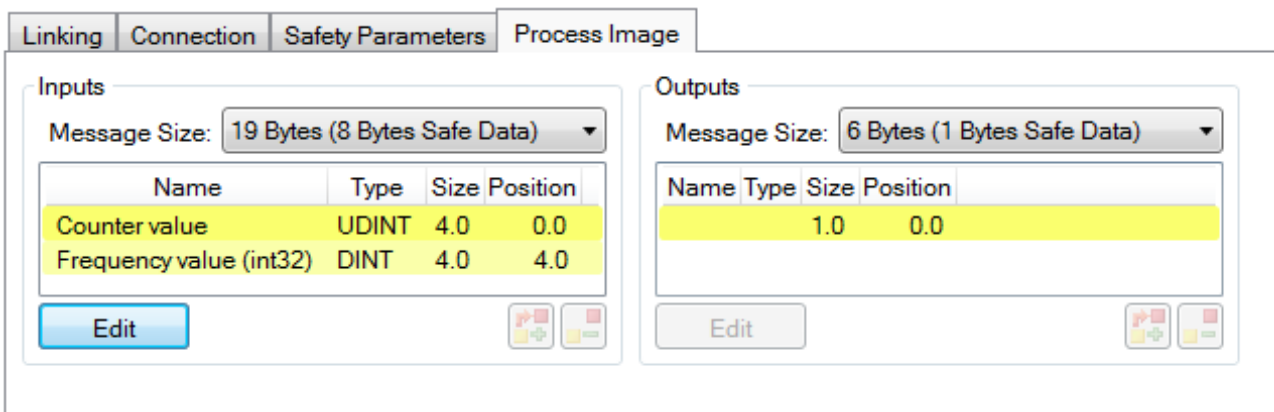 Linking Connection Safety Parameters Process Image
Inputs
Message Size: 19 Bytes (8 Bytes Safe Data)
Name Type Size Position
Counter value UDINT 4.0 0.0
Frequency value (int32) DINT 4.0 4.0
Edit
Outputs
Message Size: 6 Bytes (1 Bytes Safe Data)
Name Type Size Position
1.0 0.0
Edit